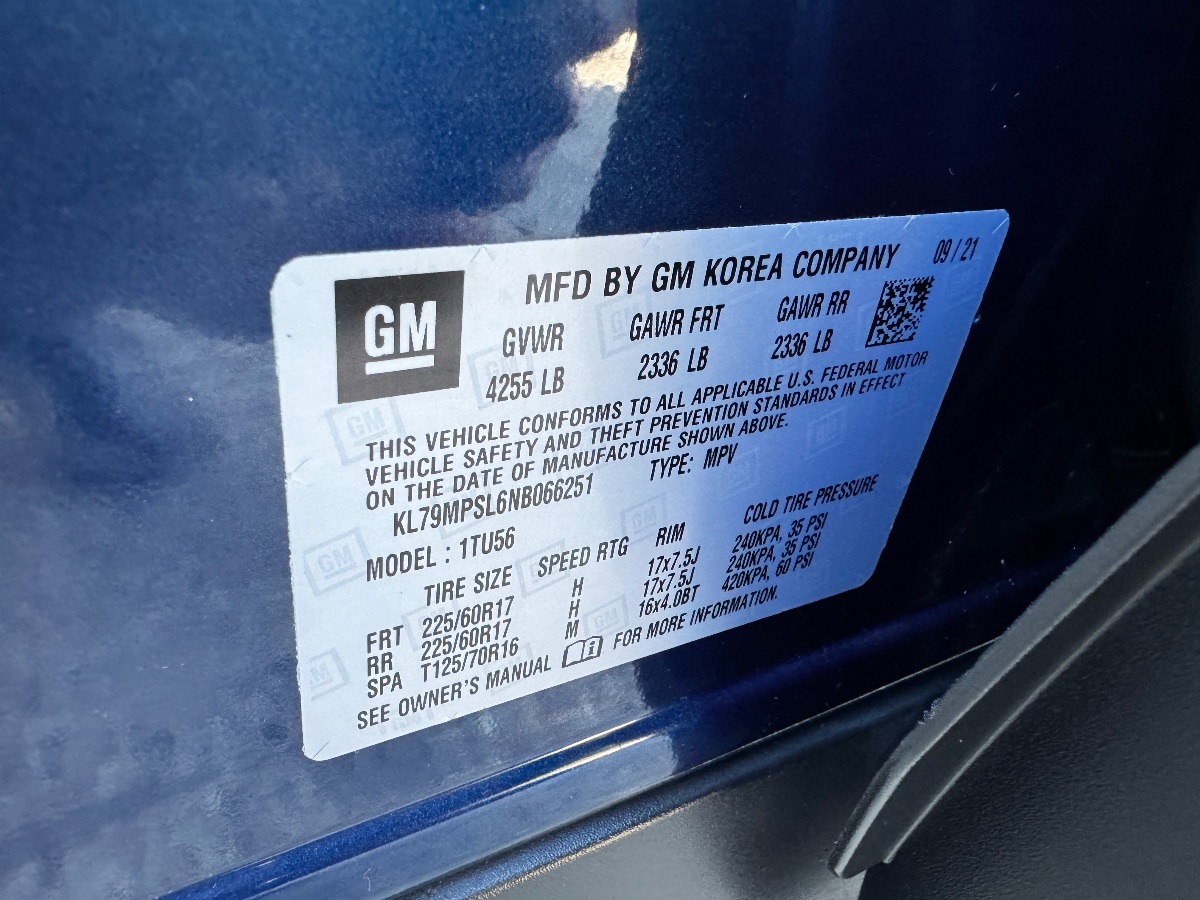 GM
MFD BY GM KOREA COMPANY 09 / 21
GVWR GAWR FRT GAWR RR
4255 LB 2336 LB 2336 LB
THIS VEHICLE CONFORMS TO ALL APPLICABLE U.S. FEDERAL MOTOR
VEHICLE SAFETY AND THEFT PREVENTION STANDARDS IN EFFECT
ON THE DATE OF MANUFACTURE SHOWN ABOVE.
KL79MPSL6NB066251 TYPE: MPV
MODEL : 1TU56
TIRE SIZE SPEED RTG RIM COLD TIRE PRESSURE
FRT 225/60R17 H 17x7.5J 240KPA, 35 PSI
RR 225/60R17 H 17x7.5J 240KPA, 35 PSI
SPA T125/70R16 M 16x4.0BT 420KPA, 60 PSI
SEE OWNER'S MANUAL FOR MORE INFORMATION.